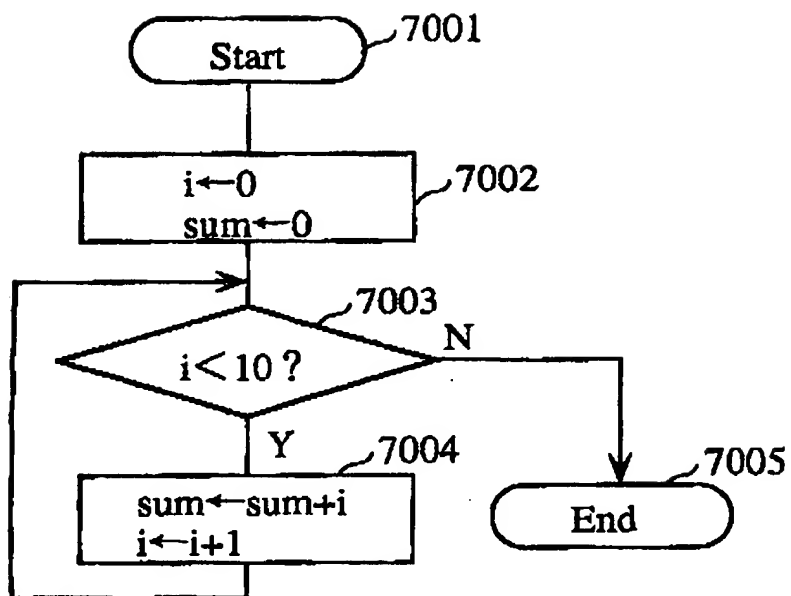 Start
7001
i←0
sum←0
7002
7003
i<10?
N
Y
7004
sum←sum+i
i←i+1
7005
End